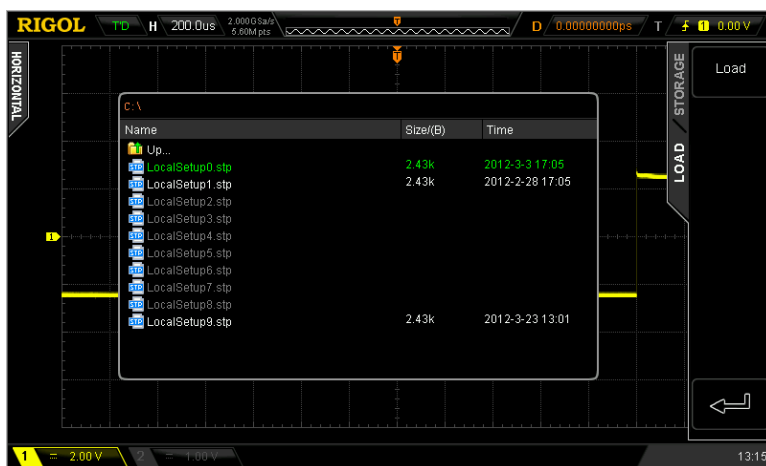 RIGOL T'D H 200.0us 2.000GSa/s D 0.00000000ps T 1 0.00 V
5.60M pts
HORIZONTAL
C:\
Name Size/(B) Time
Up...
LocalSetup0.stp 2.43k 2012-3-3 17:05
LocalSetup1.stp 2.43k 2012-2-28 17:05
LocalSetup2.stp
LocalSetup3.stp
LocalSetup4.stp
LocalSetup5.stp
LocalSetup6.stp
LocalSetup7.stp
LocalSetup8.stp
LocalSetup9.stp 2.43k 2012-3-23 13:01
STORAGE
LOAD
Load
1
1 = 2.00 V 2 = 1.00 V 13:15